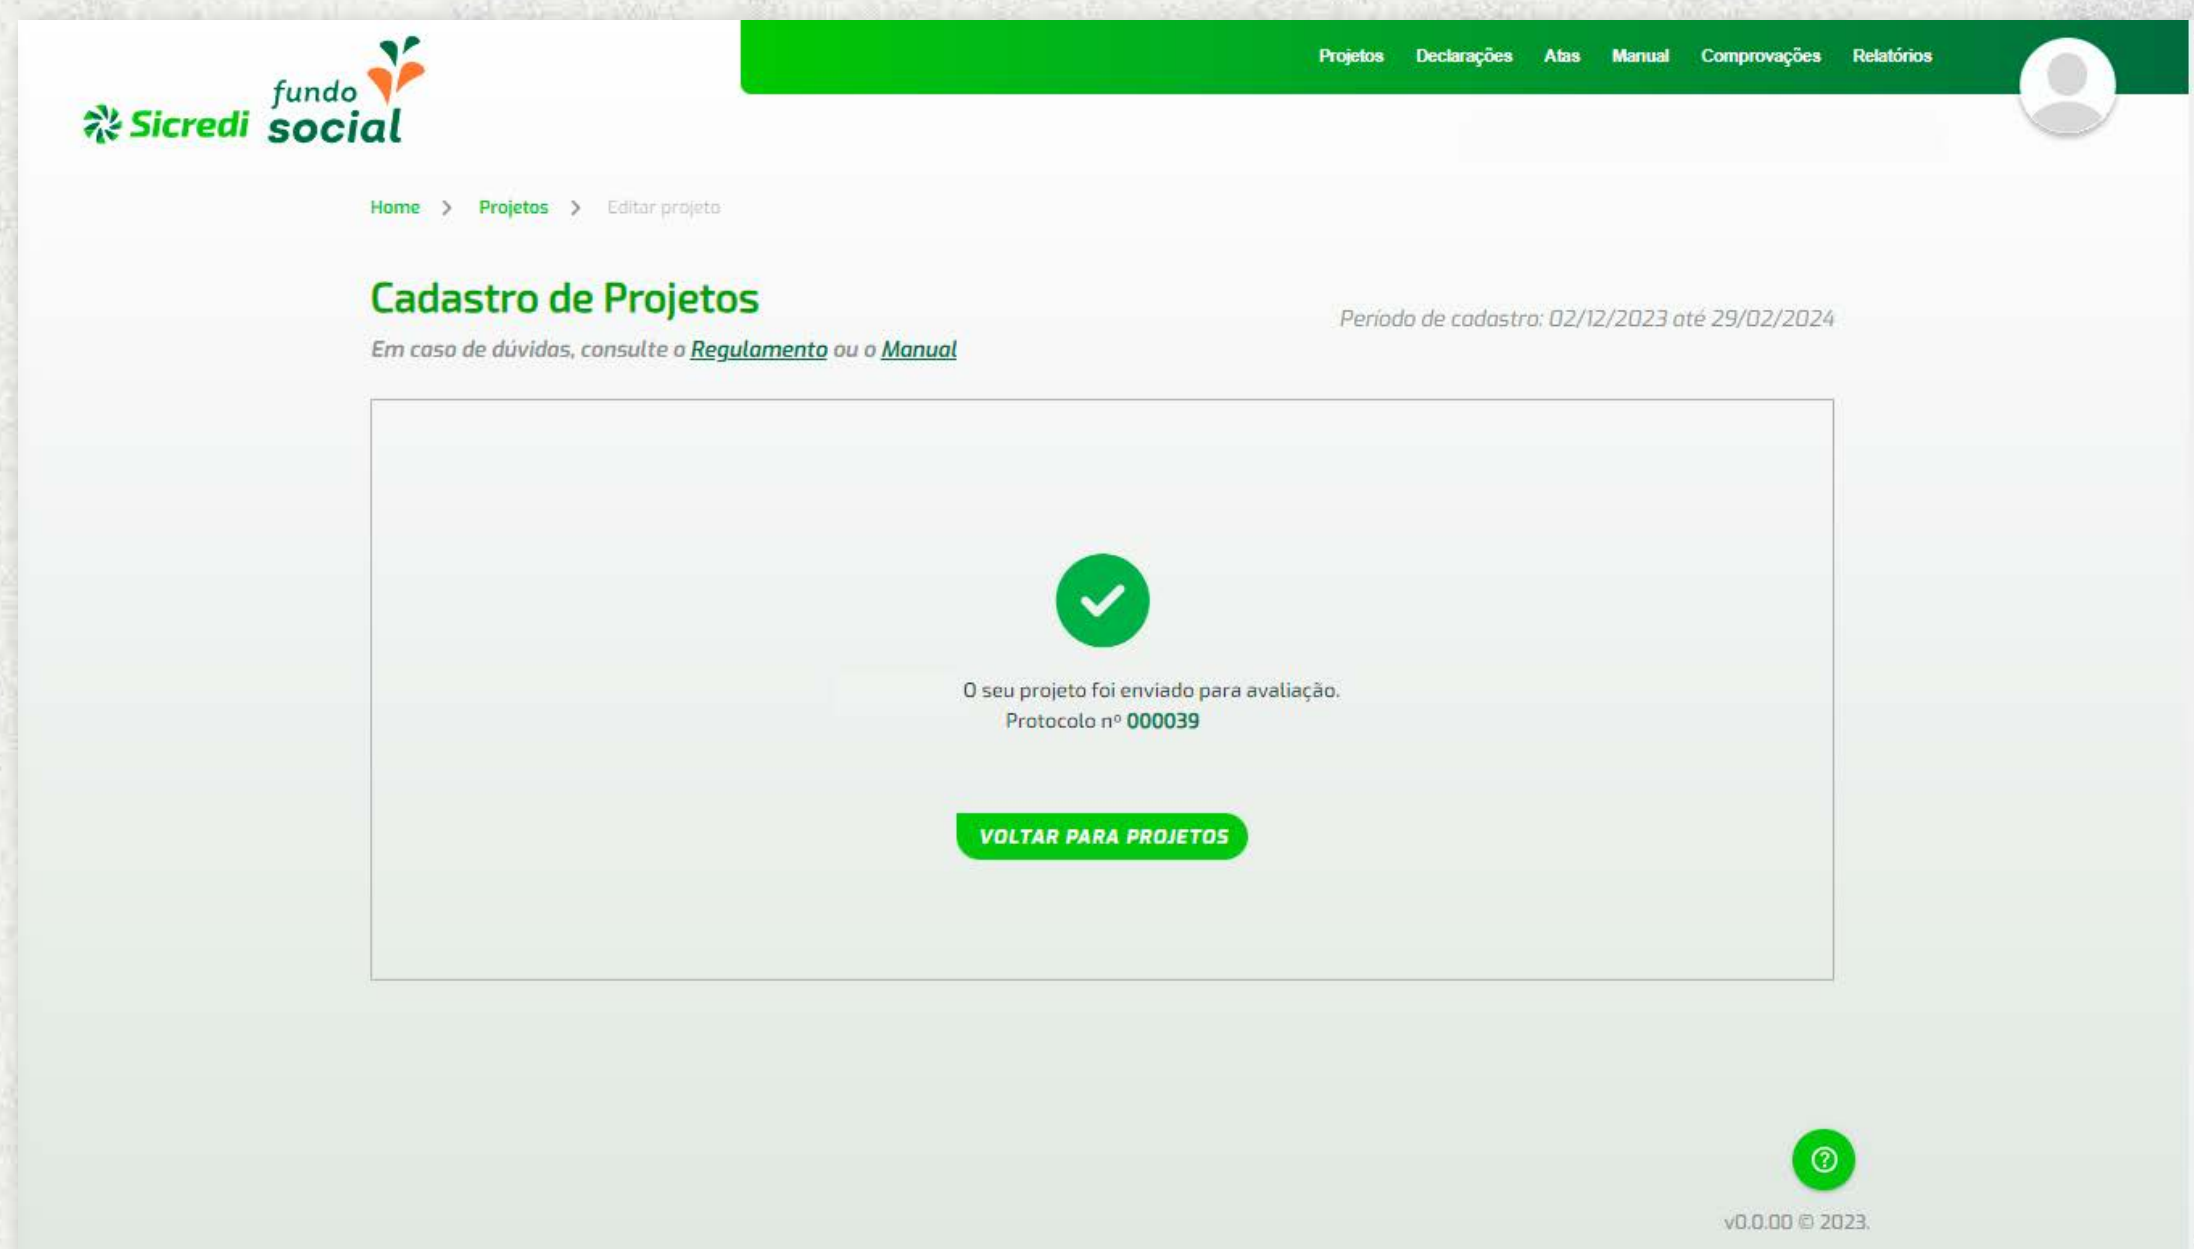 Projetos Declarações Atas Manual Comprovações Relatórios
Sicredi fundo social
Home > Projetos > Editar projeto
Cadastro de Projetos
Período de cadastro: 02/12/2023 até 29/02/2024
Em caso de dúvidas, consulte o Regulamento ou o Manual
O seu projeto foi enviado para avaliação.
Protocolo nº 000039
VOLTAR PARA PROJETOS
?
v0.0.00 © 2023.